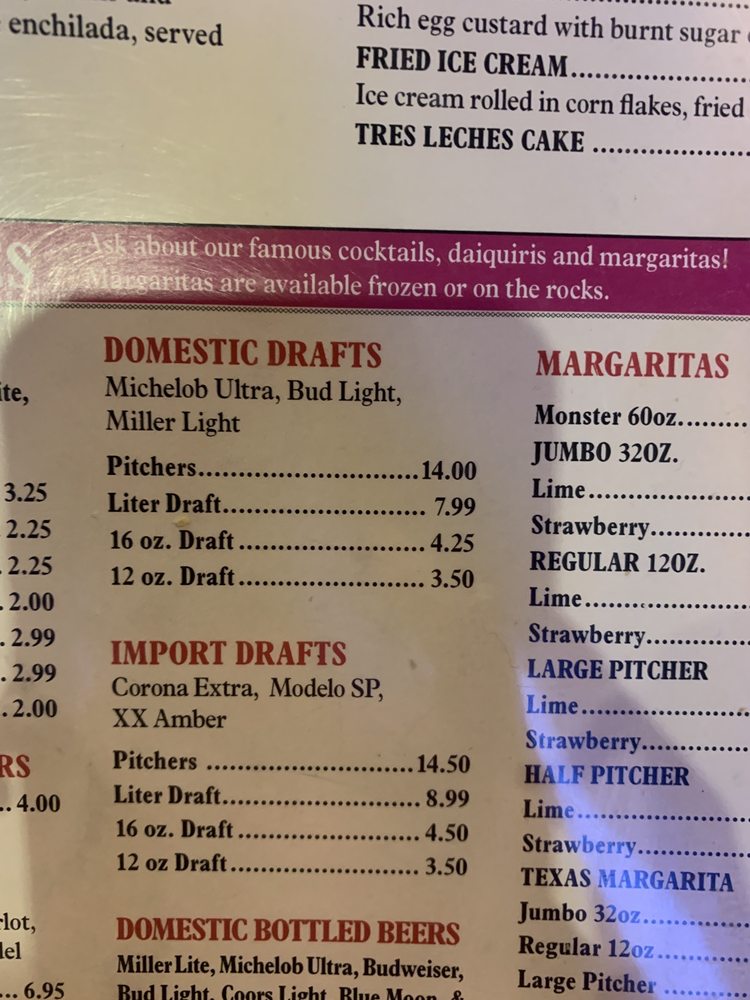 enchilada, served
Rich egg custard with burnt sugar
FRIED ICE CREAM
Ice cream rolled in corn flakes, fried
TRES LECHES CAKE
Ask about our famous cocktails, daiquiris and margaritas!
Margaritas are available frozen or on the rocks.
3.25
2.25
2.25
2.00
2.99
2.99
2.00
4.00
6.95
DOMESTIC DRAFTS
Michelob Ultra, Bud Light,
Miller Light
Pitchers 14.00
Liter Draft 7.99
16 oz. Draft 4.25
12 oz. Draft 3.50
IMPORT DRAFTS
Corona Extra, Modelo SP,
XX Amber
Pitchers 14.50
Liter Draft 8.99
16 oz. Draft 4.50
12 oz Draft 3.50
DOMESTIC BOTTLED BEERS
Miller Lite, Michelob Ultra, Budweiser,
Bud Light, Coors Light, Blue Moon, &
MARGARITAS
Monster 60oz.
JUMBO 32OZ.
Lime
Strawberry
REGULAR 12OZ.
Lime
Strawberry
LARGE PITCHER
Lime
Strawberry
HALF PITCHER
Lime
Strawberry
TEXAS MARGARITA
Jumbo 32oz
Regular 12oz
Large Pitcher